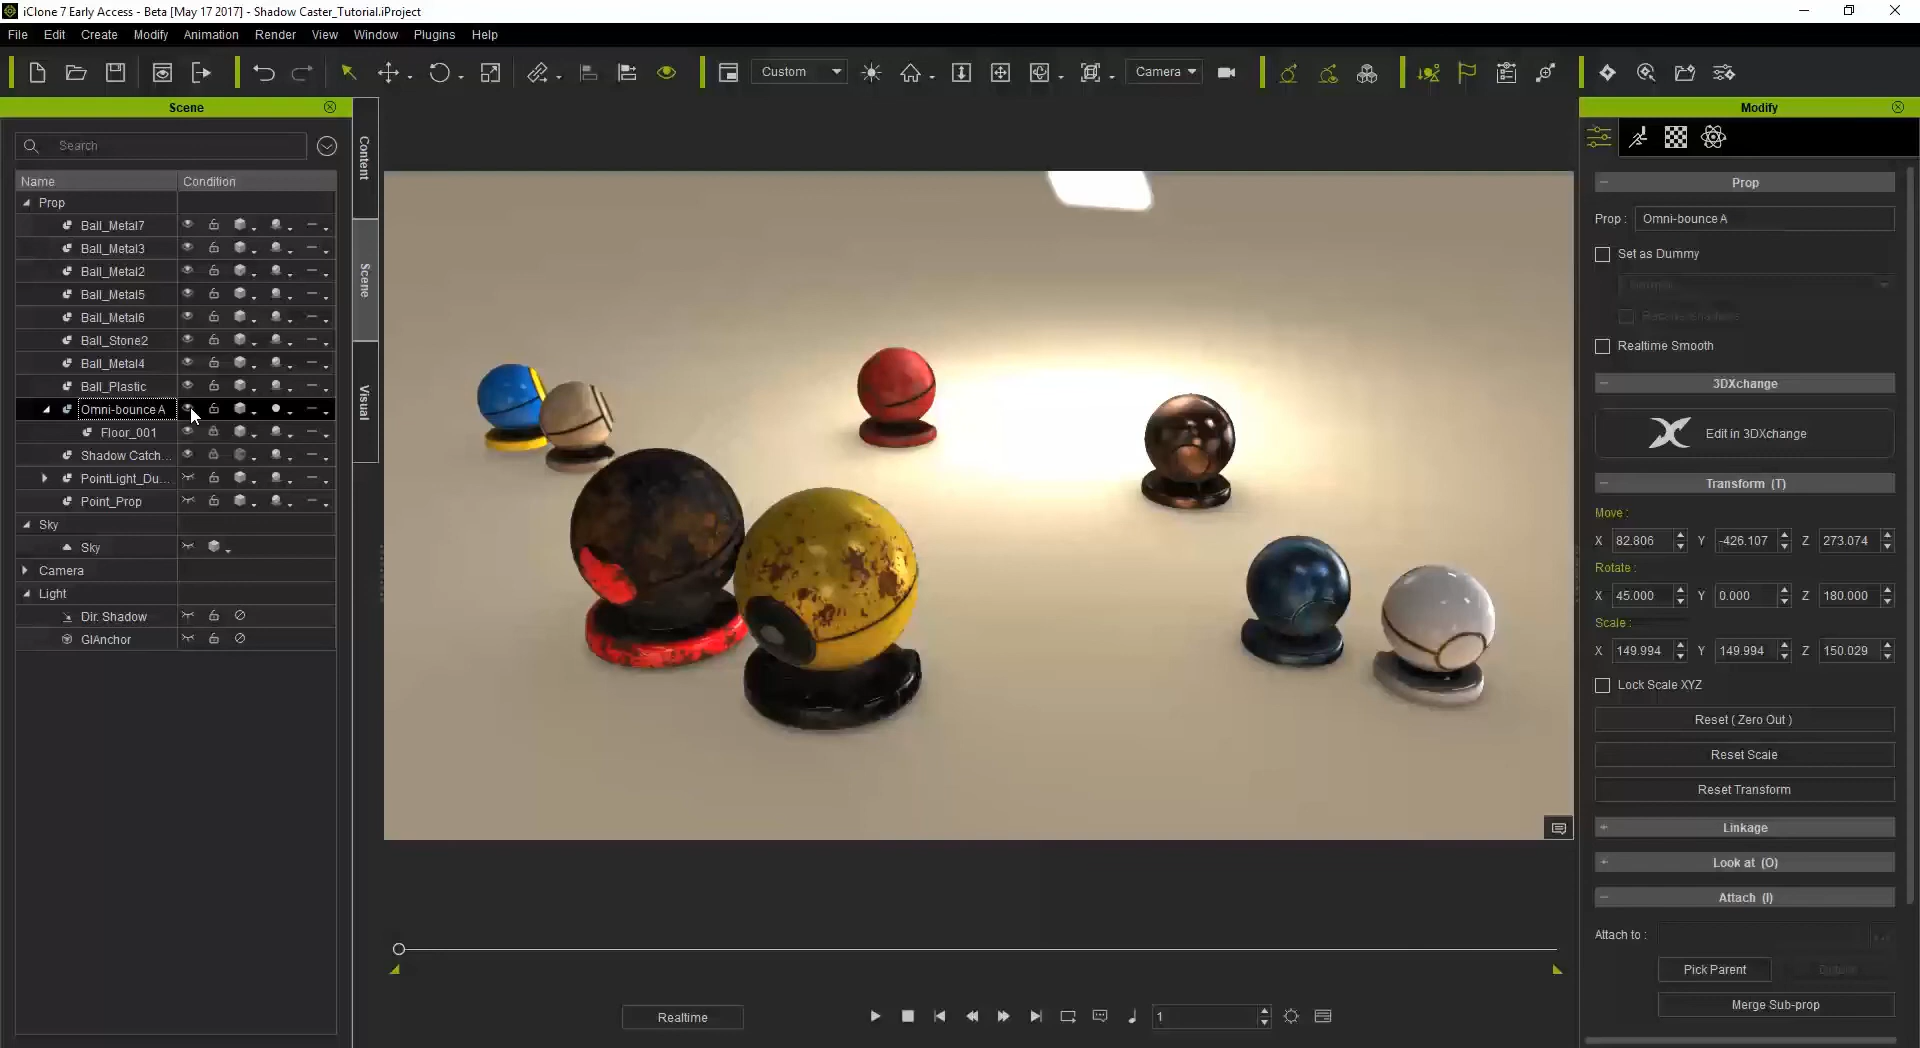 iClone 7 Early Access - Beta [May 17 2017] - Shadow Caster_Tutorial.iProject
File Edit Create Modify Animation Render View Window Plugins Help
Custom Camera
Scene
Search
Name Condition
Prop
Ball_Metal7
Ball_Metal3
Ball_Metal2
Ball_Metal5
Ball_Metal6
Ball_Stone2
Ball_Metal4
Ball_Plastic
Omni-bounce A
Floor_001
Shadow Catch...
PointLight_Du...
Point_Prop
Sky
Sky
Camera
Light
Dir. Shadow
GIAnchor
Content
Scene
Visual
Realtime
1
Modify
Prop
Prop : Omni-bounce A
Set as Dummy
Realtime Smooth
3DXchange
Edit in 3DXchange
Transform (T)
Move :
X 82.806 Y -426.107 Z 273.074
Rotate :
X 45.000 Y 0.000 Z 180.000
Scale :
X 149.994 Y 149.994 Z 150.029
Lock Scale XYZ
Reset ( Zero Out )
Reset Scale
Reset Transform
Linkage
Look at (O)
Attach (I)
Attach to :
Pick Parent
Merge Sub-prop